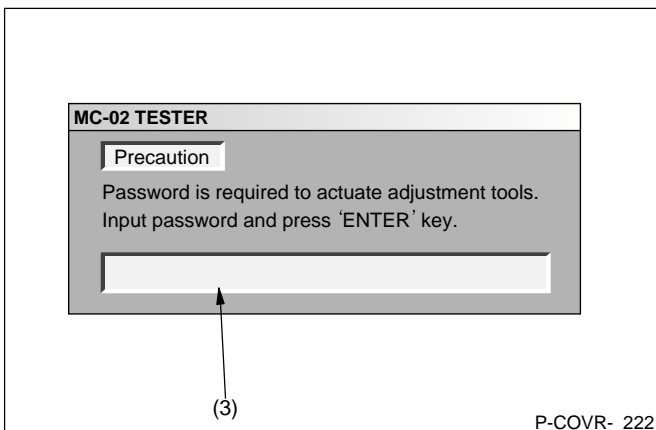 MC-02 TESTER
Precaution
Password is required to actuate adjustment tools.
Input password and press ‘ENTER’ key.
(3)
P-COVR- 222